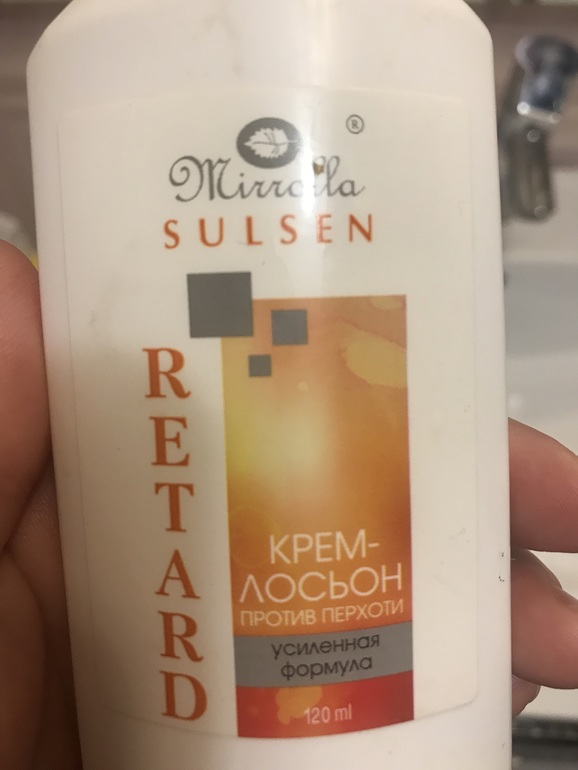 ®
Mirrolla
SULSEN
RETARD
КРЕМ-
ЛОСЬОН
ПРОТИВ ПЕРХОТИ
усиленная
формула
120 ml